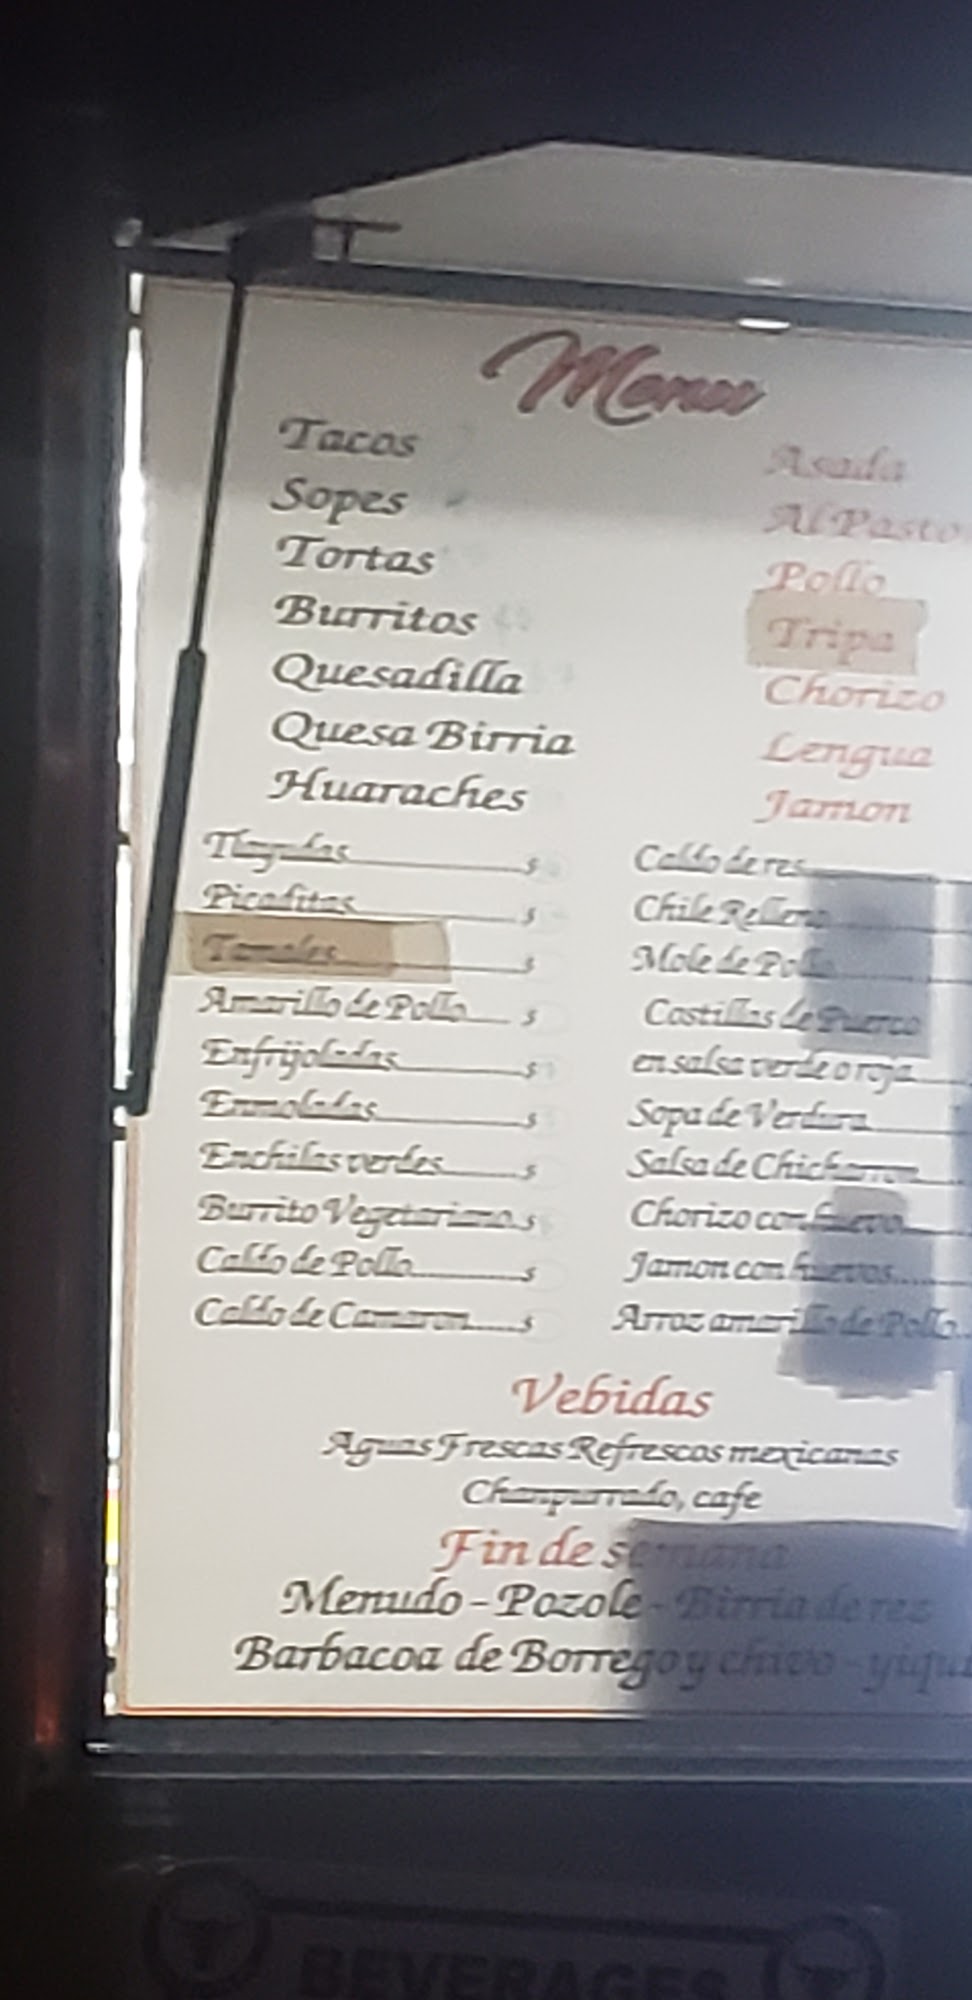 Menu
Tacos
Sopes
Tortas
Burritos
Quesadilla
Quesa Birria
Huaraches
Asada
Al Pasto
Pollo
Tripa
Chorizo
Lengua
Jamon
Tlayudas $
Picaditas $
Tamales $
Amarillo de Pollo $
Enfrijoladas $
Enmoladas $
Enchilas verdes $
Burrito Vegetariano $
Caldo de Pollo $
Caldo de Camaron $
Caldo de res
Chile Relleno
Mole de Pollo
Costillas de Puerco
en salsa verde o roja
Sopa de Verdura
Salsa de Chicharron
Chorizo con huevo
Jamon con huevos
Arroz amarillo de Pollo
Vebidas
Aguas Frescas Refrescos mexicanas
Chanpurrado, cafe
Fin de semana
Menudo - Pozole - Birria de res
Barbacoa de Borrego y chivo - yiqu
BEVERAGES